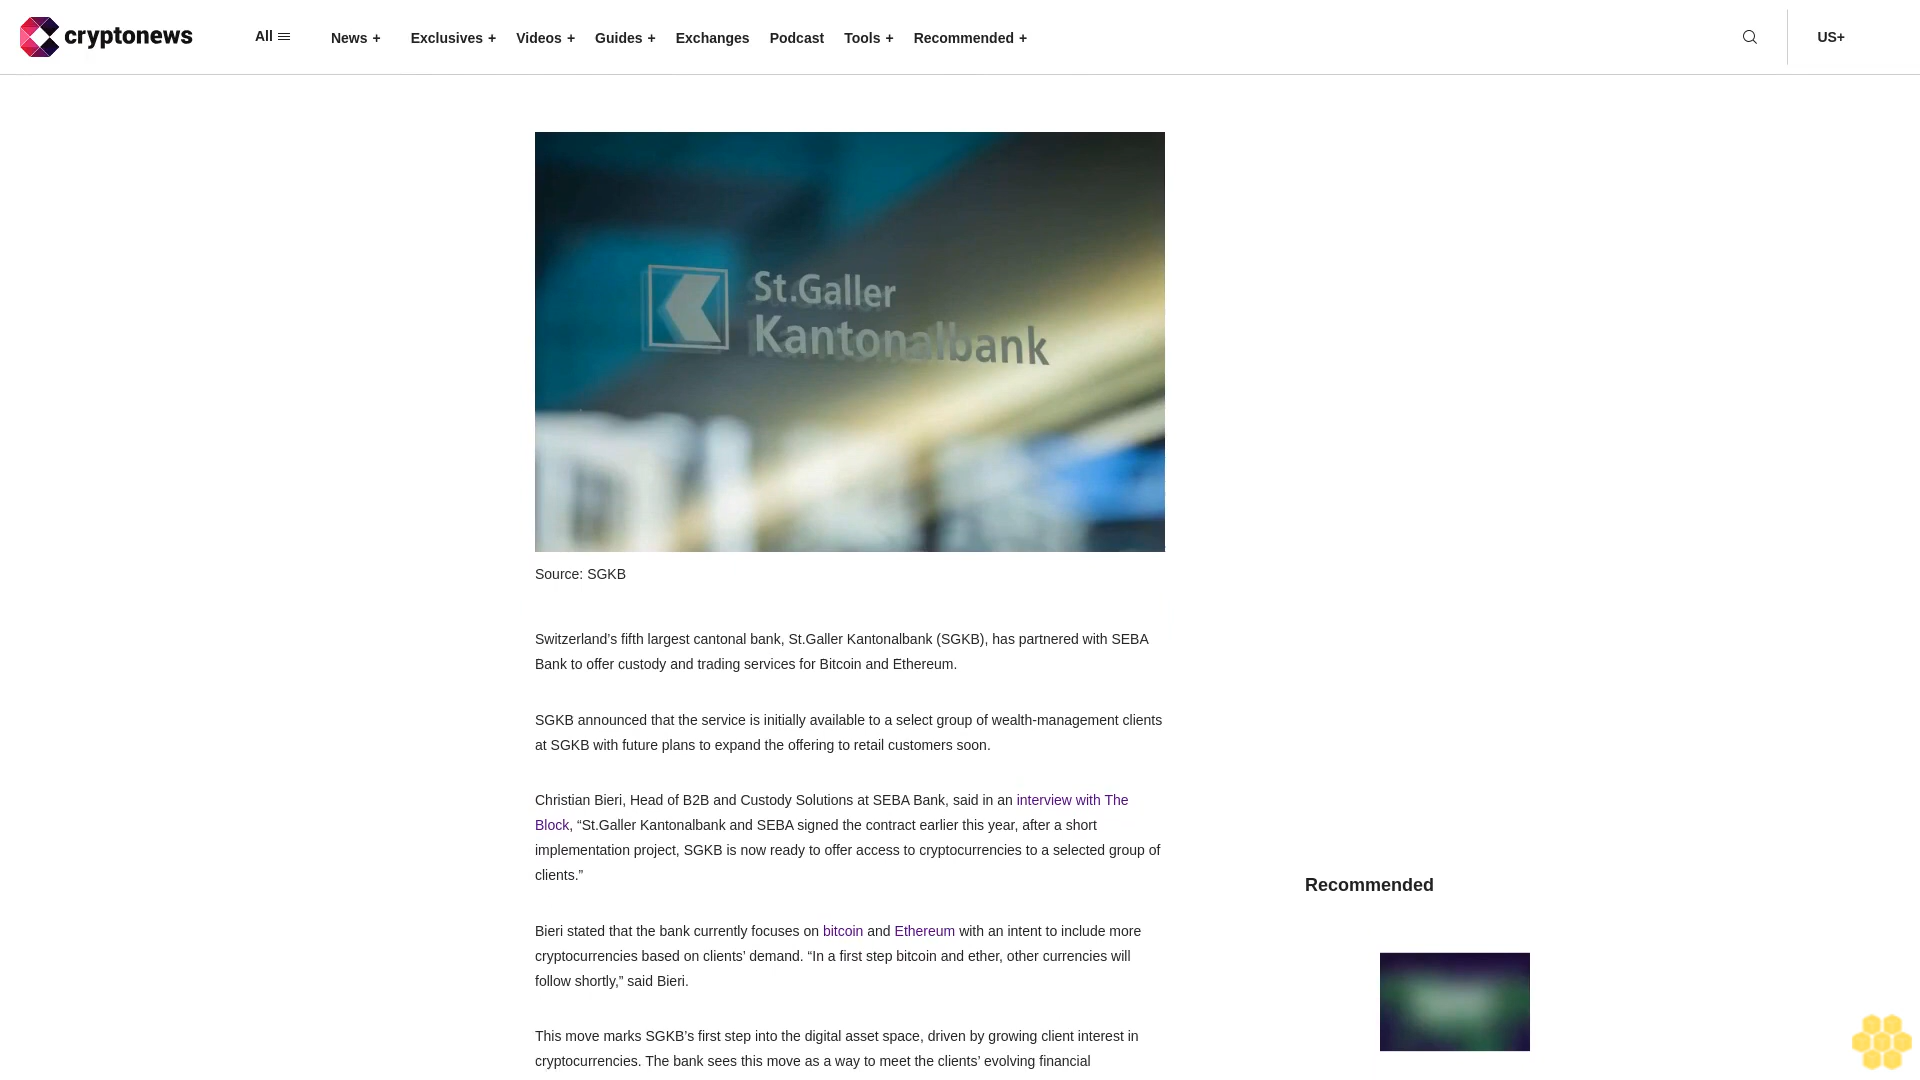 cryptonews
All
News +
Exclusives +
Videos +
Guides +
Exchanges
Podcast
Tools +
Recommended +
US+
St.Galler
Kantonalbank
Source: SGKB
Switzerland’s fifth largest cantonal bank, St.Galler Kantonalbank (SGKB), has partnered with SEBA
Bank to offer custody and trading services for Bitcoin and Ethereum.
SGKB announced that the service is initially available to a select group of wealth-management clients
at SGKB with future plans to expand the offering to retail customers soon.
Christian Bieri, Head of B2B and Custody Solutions at SEBA Bank, said in an interview with The
Block, “St.Galler Kantonalbank and SEBA signed the contract earlier this year, after a short
implementation project, SGKB is now ready to offer access to cryptocurrencies to a selected group of
clients.”
Bieri stated that the bank currently focuses on bitcoin and Ethereum with an intent to include more
cryptocurrencies based on clients’ demand. “In a first step bitcoin and ether, other currencies will
follow shortly,” said Bieri.
This move marks SGKB’s first step into the digital asset space, driven by growing client interest in
cryptocurrencies. The bank sees this move as a way to meet the clients’ evolving financial
Recommended